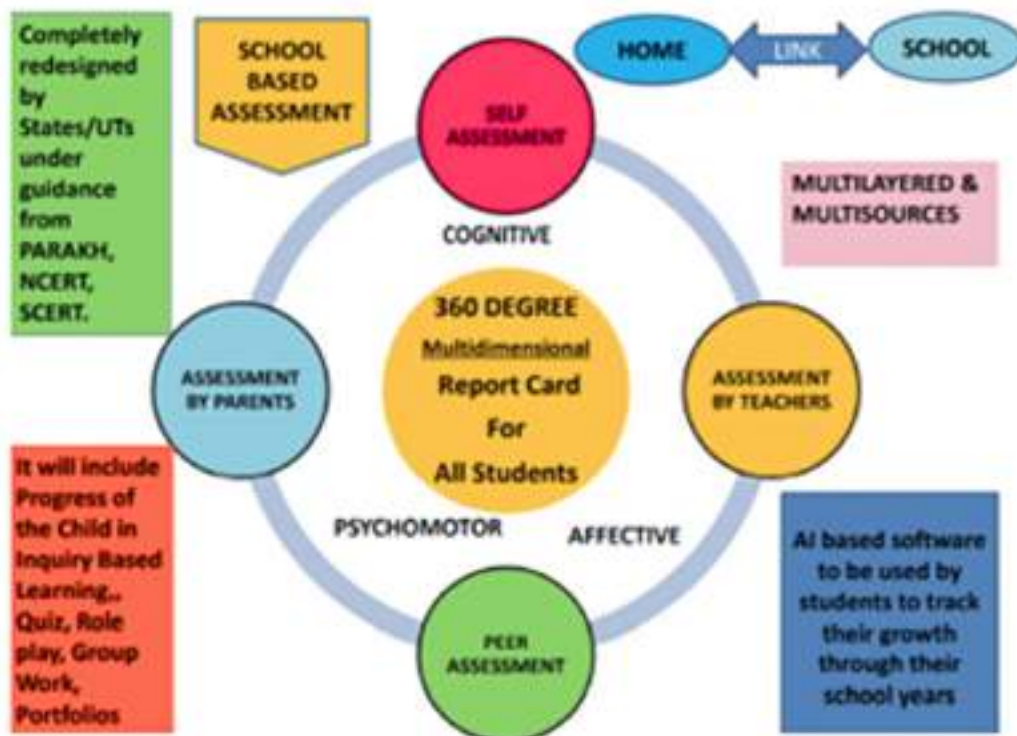 Completely
redesigned
by
States/UTs
under
guidance
from
PARAKH,
NCERT,
SCERT.
SCHOOL
BASED
ASSESSMENT
HOME
LINK
SCHOOL
SELF
ASSESSMENT
MULTILAYERED &
MULTISOURCES
COGNITIVE
360 DEGREE
Multidimensional
Report Card
For
All Students
ASSESSMENT
BY PARENTS
ASSESSMENT
BY TEACHERS
It will include
Progress of
the Child in
Inquiry Based
Learning,,
Quiz, Role
play, Group
Work,
Portfolios
PSYCHOMOTOR
AFFECTIVE
PEER
ASSESSMENT
AI based software
to be used by
students to track
their growth
through their
school years